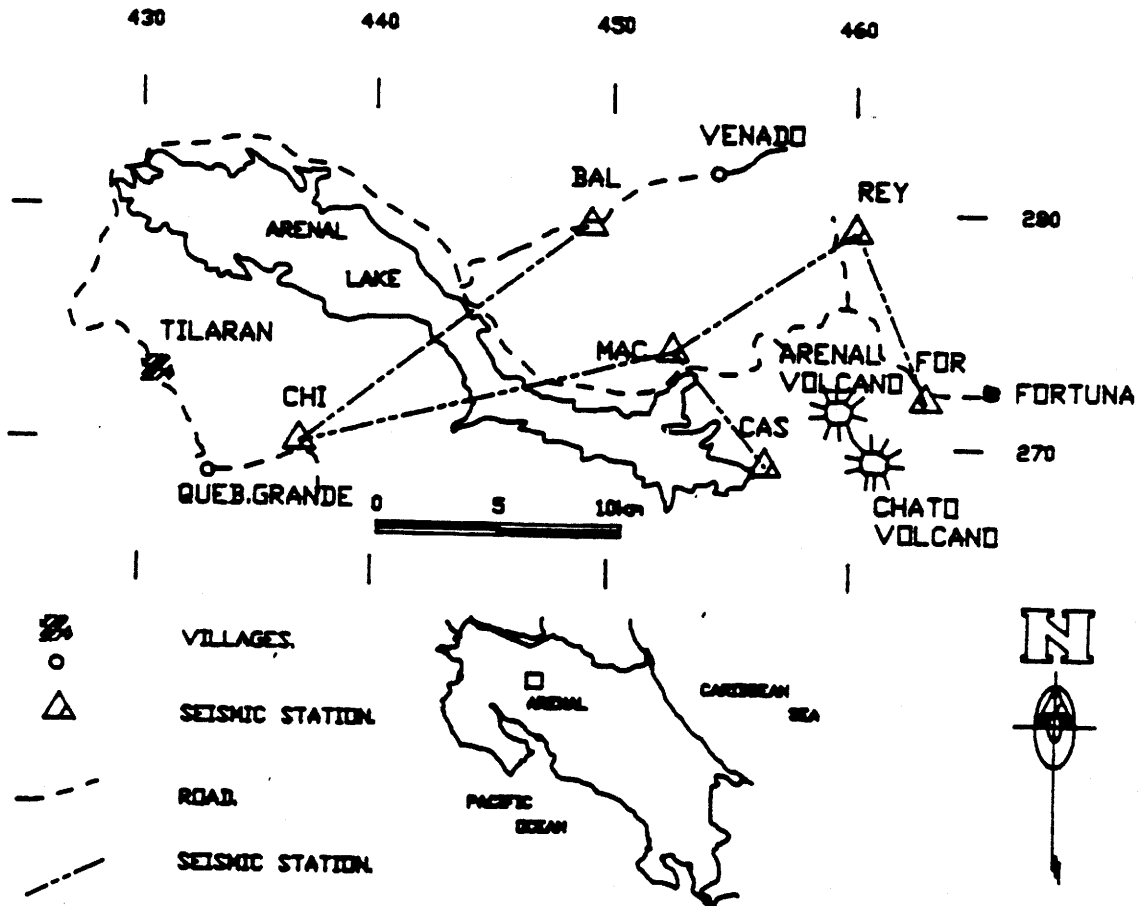 430 440 450 460
VENADO
BAL
REY
280
ARENAL
LAKE
TILARAN
MAC
ARENAL
VOLCANO
FOR
FORTUNA
CHI
CAS
270
QUEB.GRANDE
0 5 10km
CHATO
VOLCANO
VILLAGES.
SEISMIC STATION.
ROAD.
SEISMIC STATION.
ARENAL
CARIBBEAN
SEA
PACIFIC
OCEAN
N